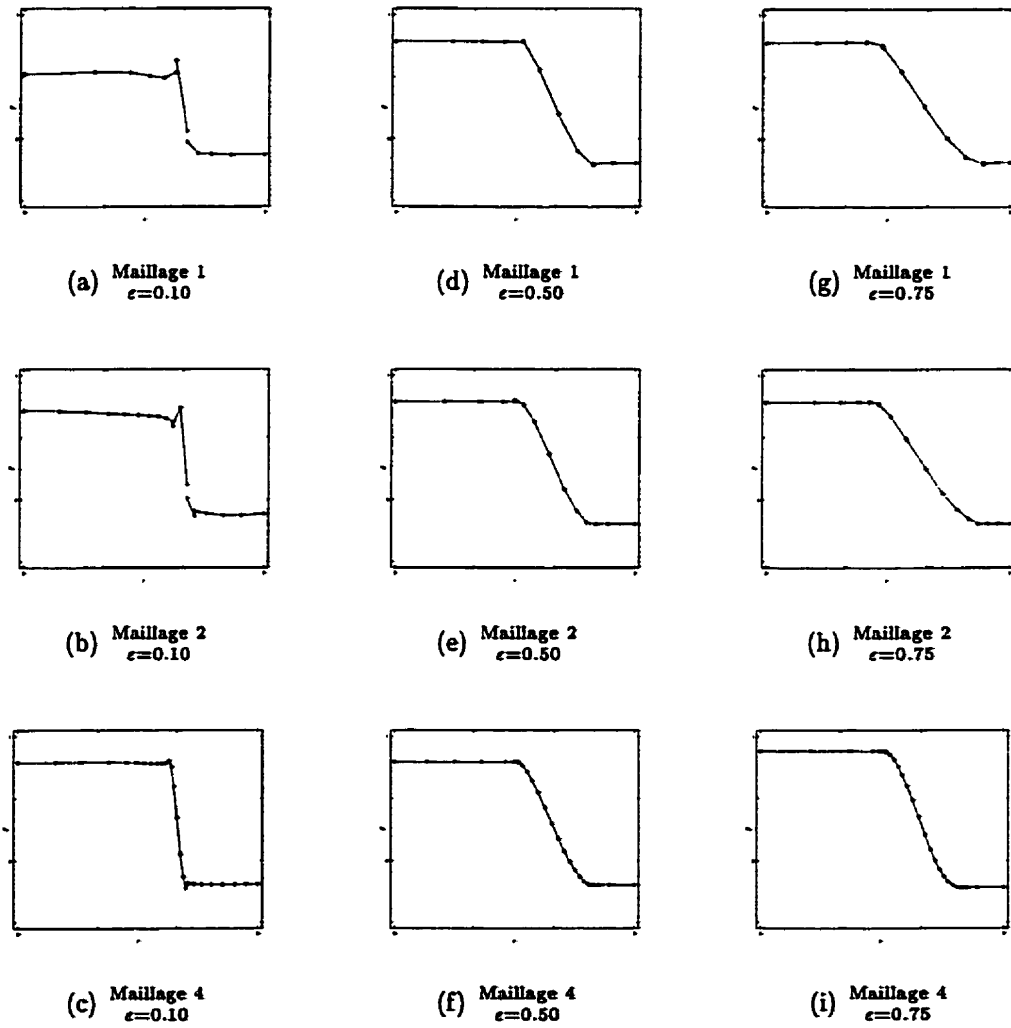 (a) Maillage 1
ε=0.10
(d) Maillage 1
ε=0.50
(g) Maillage 1
ε=0.75
(b) Maillage 2
ε=0.10
(e) Maillage 2
ε=0.50
(h) Maillage 2
ε=0.75
(c) Maillage 4
ε=0.10
(f) Maillage 4
ε=0.50
(i) Maillage 4
ε=0.75